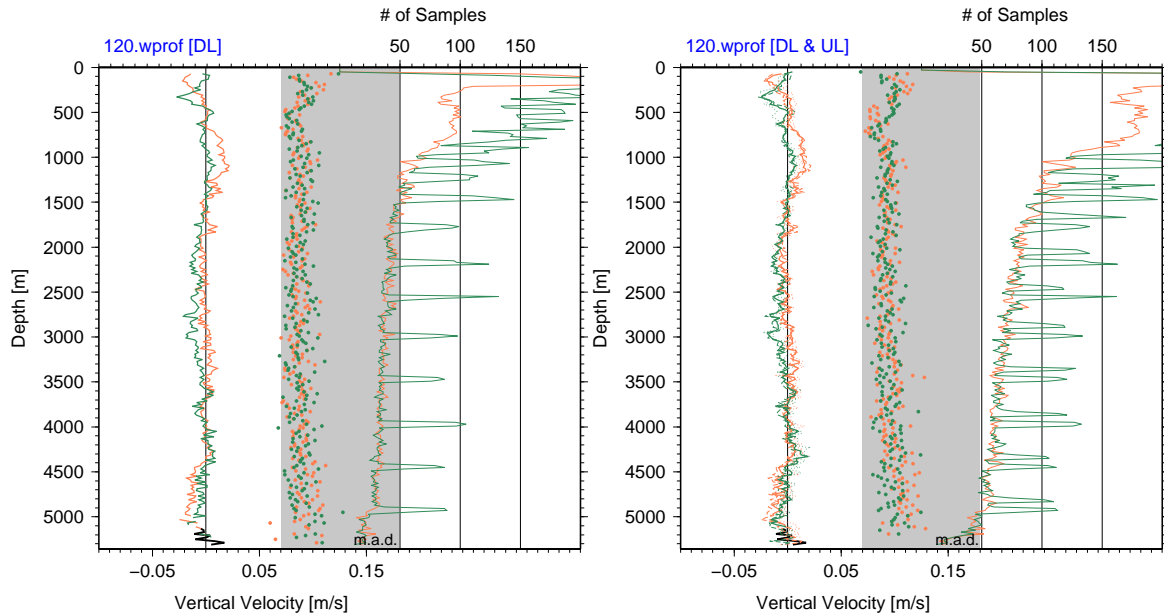 # of Samples
120.wprof [DL]
50 100 150
0
500
1000
1500
2000
2500
3000
3500
4000
4500
5000
Depth [m]
m.a.d.
−0.05 0.05 0.15
Vertical Velocity [m/s]
# of Samples
120.wprof [DL & UL]
50 100 150
0
500
1000
1500
2000
2500
3000
3500
4000
4500
5000
Depth [m]
m.a.d.
−0.05 0.05 0.15
Vertical Velocity [m/s]